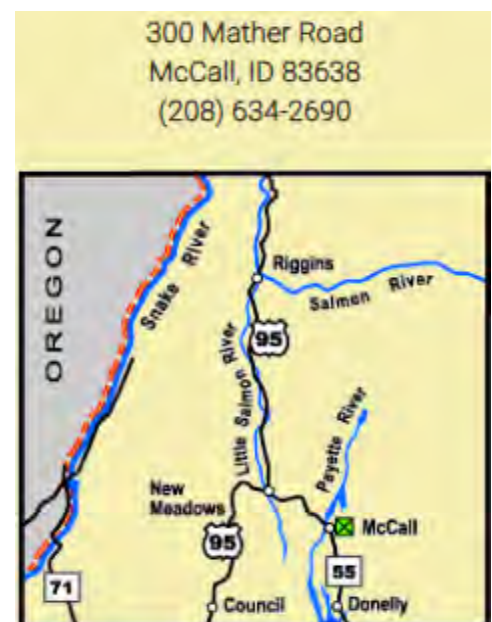 300 Mather Road
McCall, ID 83638
(208) 634-2690
OREGON
Snake River
Riggins
Salmon River
95
Little Salmon River
Payette River
New
Meadows
McCall
95
55
71
Council
Donelly